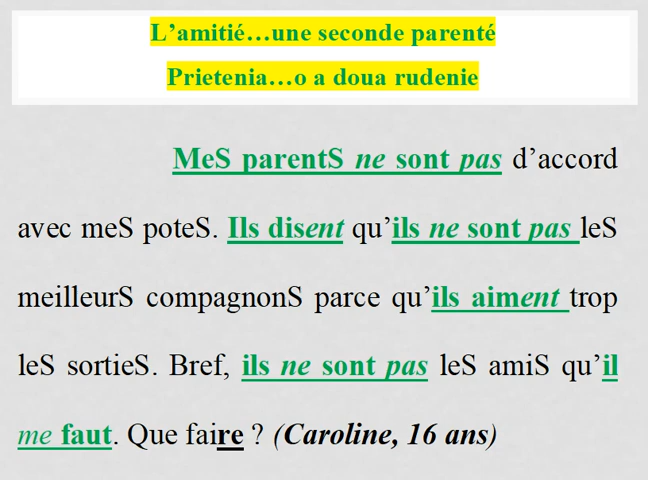 L’amitié…une seconde parenté
Prietenia…o a doua rudenie
MeS parentS ne sont pas d’accord
avec meS poteS. Ils disent qu’ils ne sont pas leS
meilleurS compagnonS parce qu’ils aiment trop
leS sortieS. Bref, ils ne sont pas leS amiS qu’il
me faut. Que faire ? (Caroline, 16 ans)